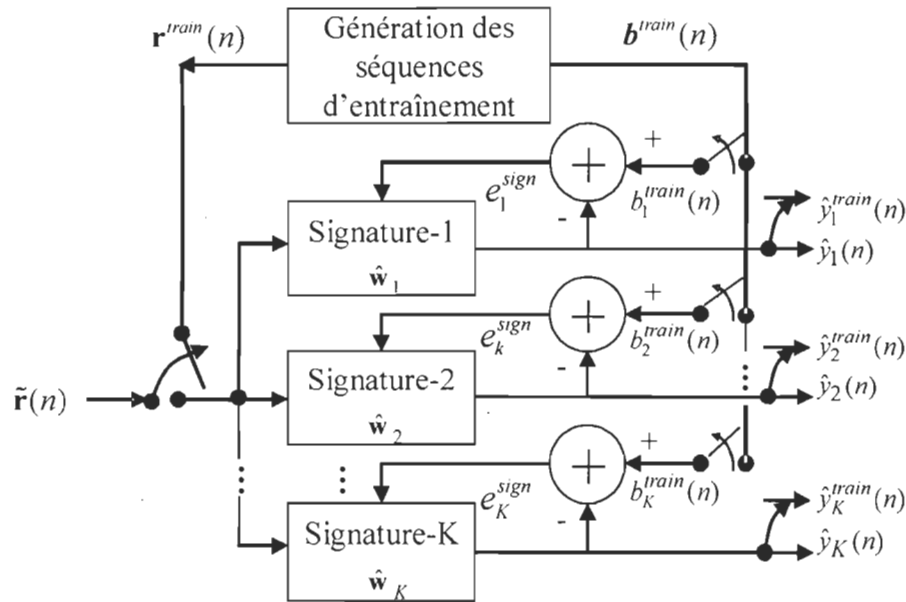 r^train(n)
Génération des
séquences
d'entraînement
b^train(n)
+
e_1^sign
+
b_1^train(n)
-
ŷ_1^train(n)
Signature-1
ŵ_1
ŷ_1(n)
+
e_k^sign
+
b_2^train(n)
-
ŷ_2^train(n)
r̃(n)
Signature-2
ŵ_2
ŷ_2(n)
...
...
...
+
e_K^sign
+
b_K^train(n)
-
ŷ_K^train(n)
Signature-K
ŵ_K
ŷ_K(n)